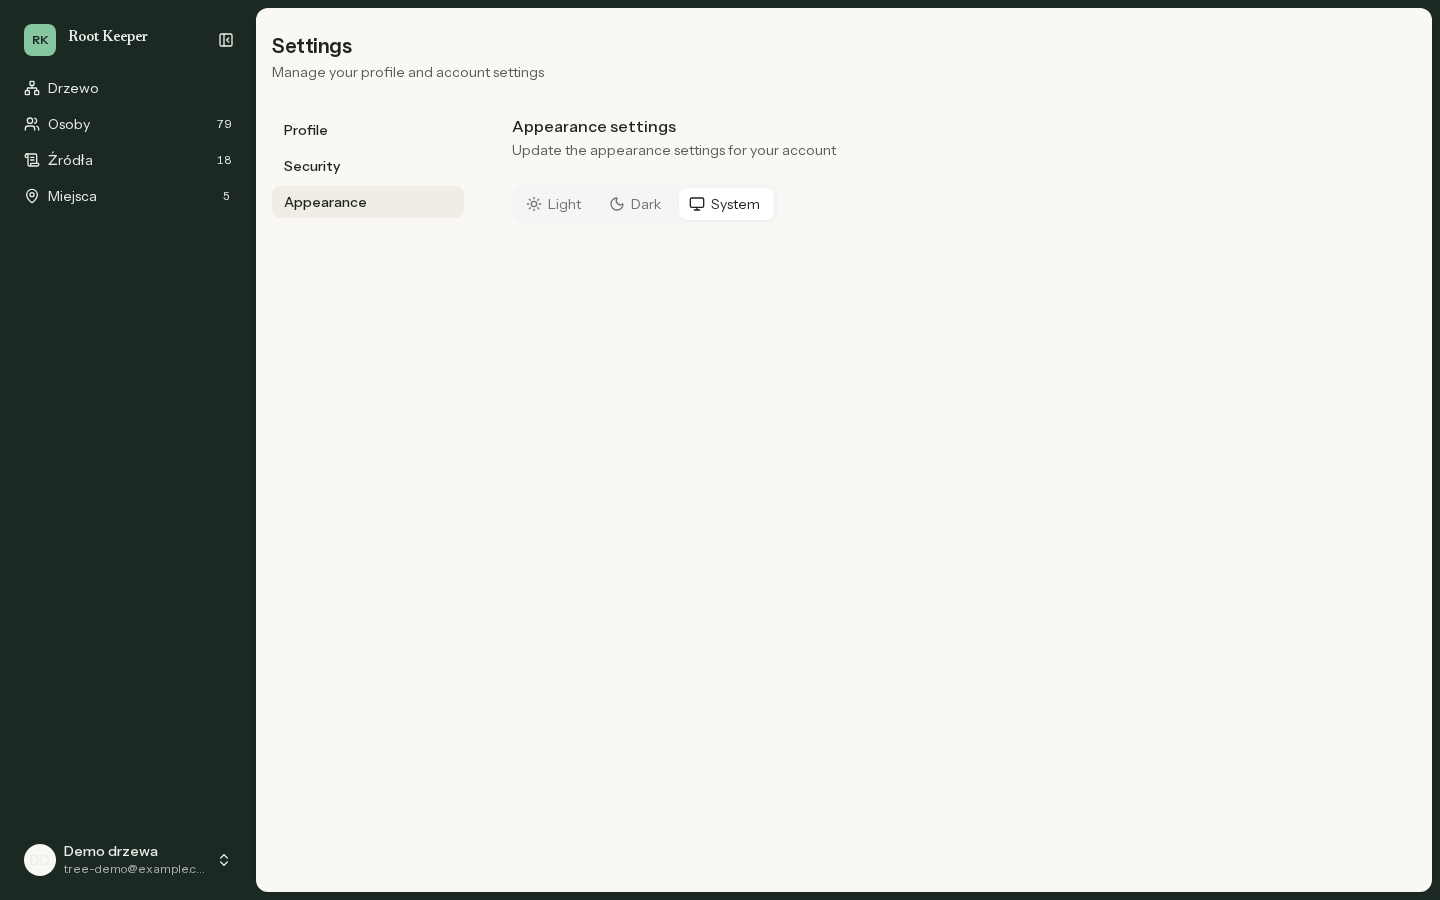 RK
Root Keeper
Drzewo
Osoby 79
Źródła 18
Miejsca 5
Settings
Manage your profile and account settings
Profile
Security
Appearance
Appearance settings
Update the appearance settings for your account
Light
Dark
System
DD
Demo drzewa
tree-demo@example.c...